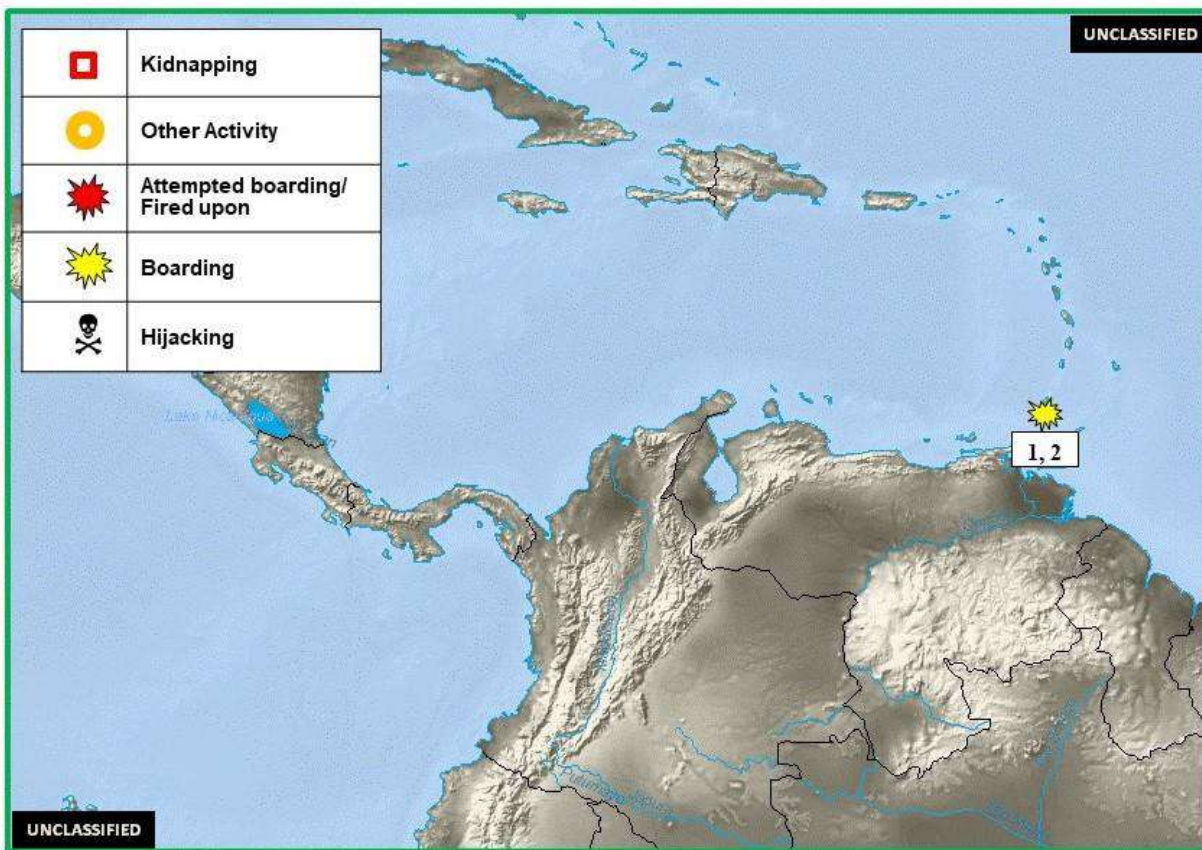 UNCLASSIFIED
Kidnapping
Other Activity
Attempted boarding/
Fired upon
Boarding
Hijacking
1, 2
UNCLASSIFIED